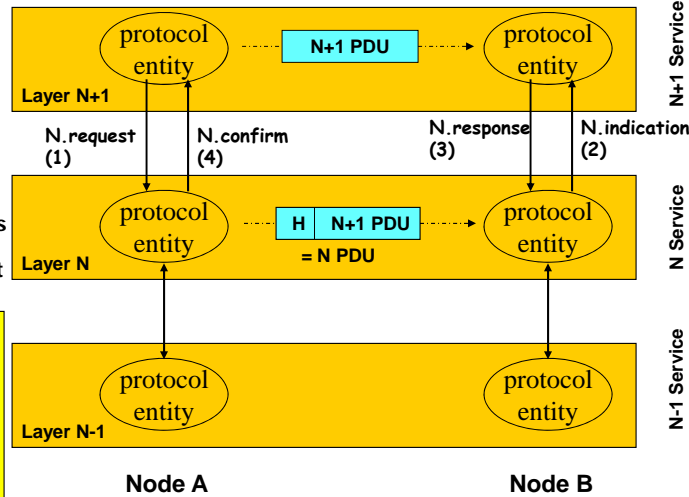 protocol
entity
N+1 PDU
protocol
entity
Layer N+1
N+1 Service
N.request
(1)
N.confirm
(4)
N.response
(3)
N.indication
(2)
protocol
entity
H N+1 PDU
= N PDU
protocol
entity
Layer N
N Service
s
t
protocol
entity
protocol
entity
Layer N-1
N-1 Service
Node A
Node B